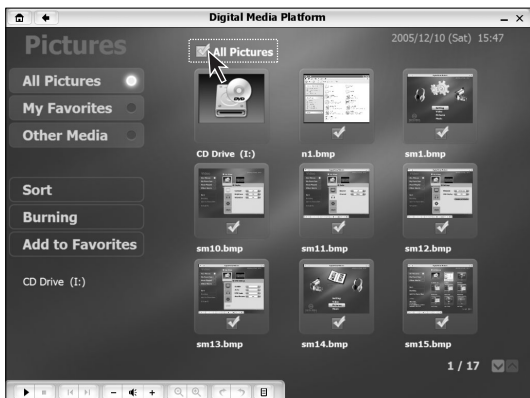 Digital Media Platform
Pictures
2005/12/10 (Sat) 15:47
All Pictures
All Pictures
My Favorites
Other Media
Sort
Burning
Add to Favorites
CD Drive (I:)
DVD
CD Drive (I:)
n1.bmp
sm1.bmp
sm10.bmp
sm11.bmp
sm12.bmp
sm13.bmp
sm14.bmp
sm15.bmp
1 / 17